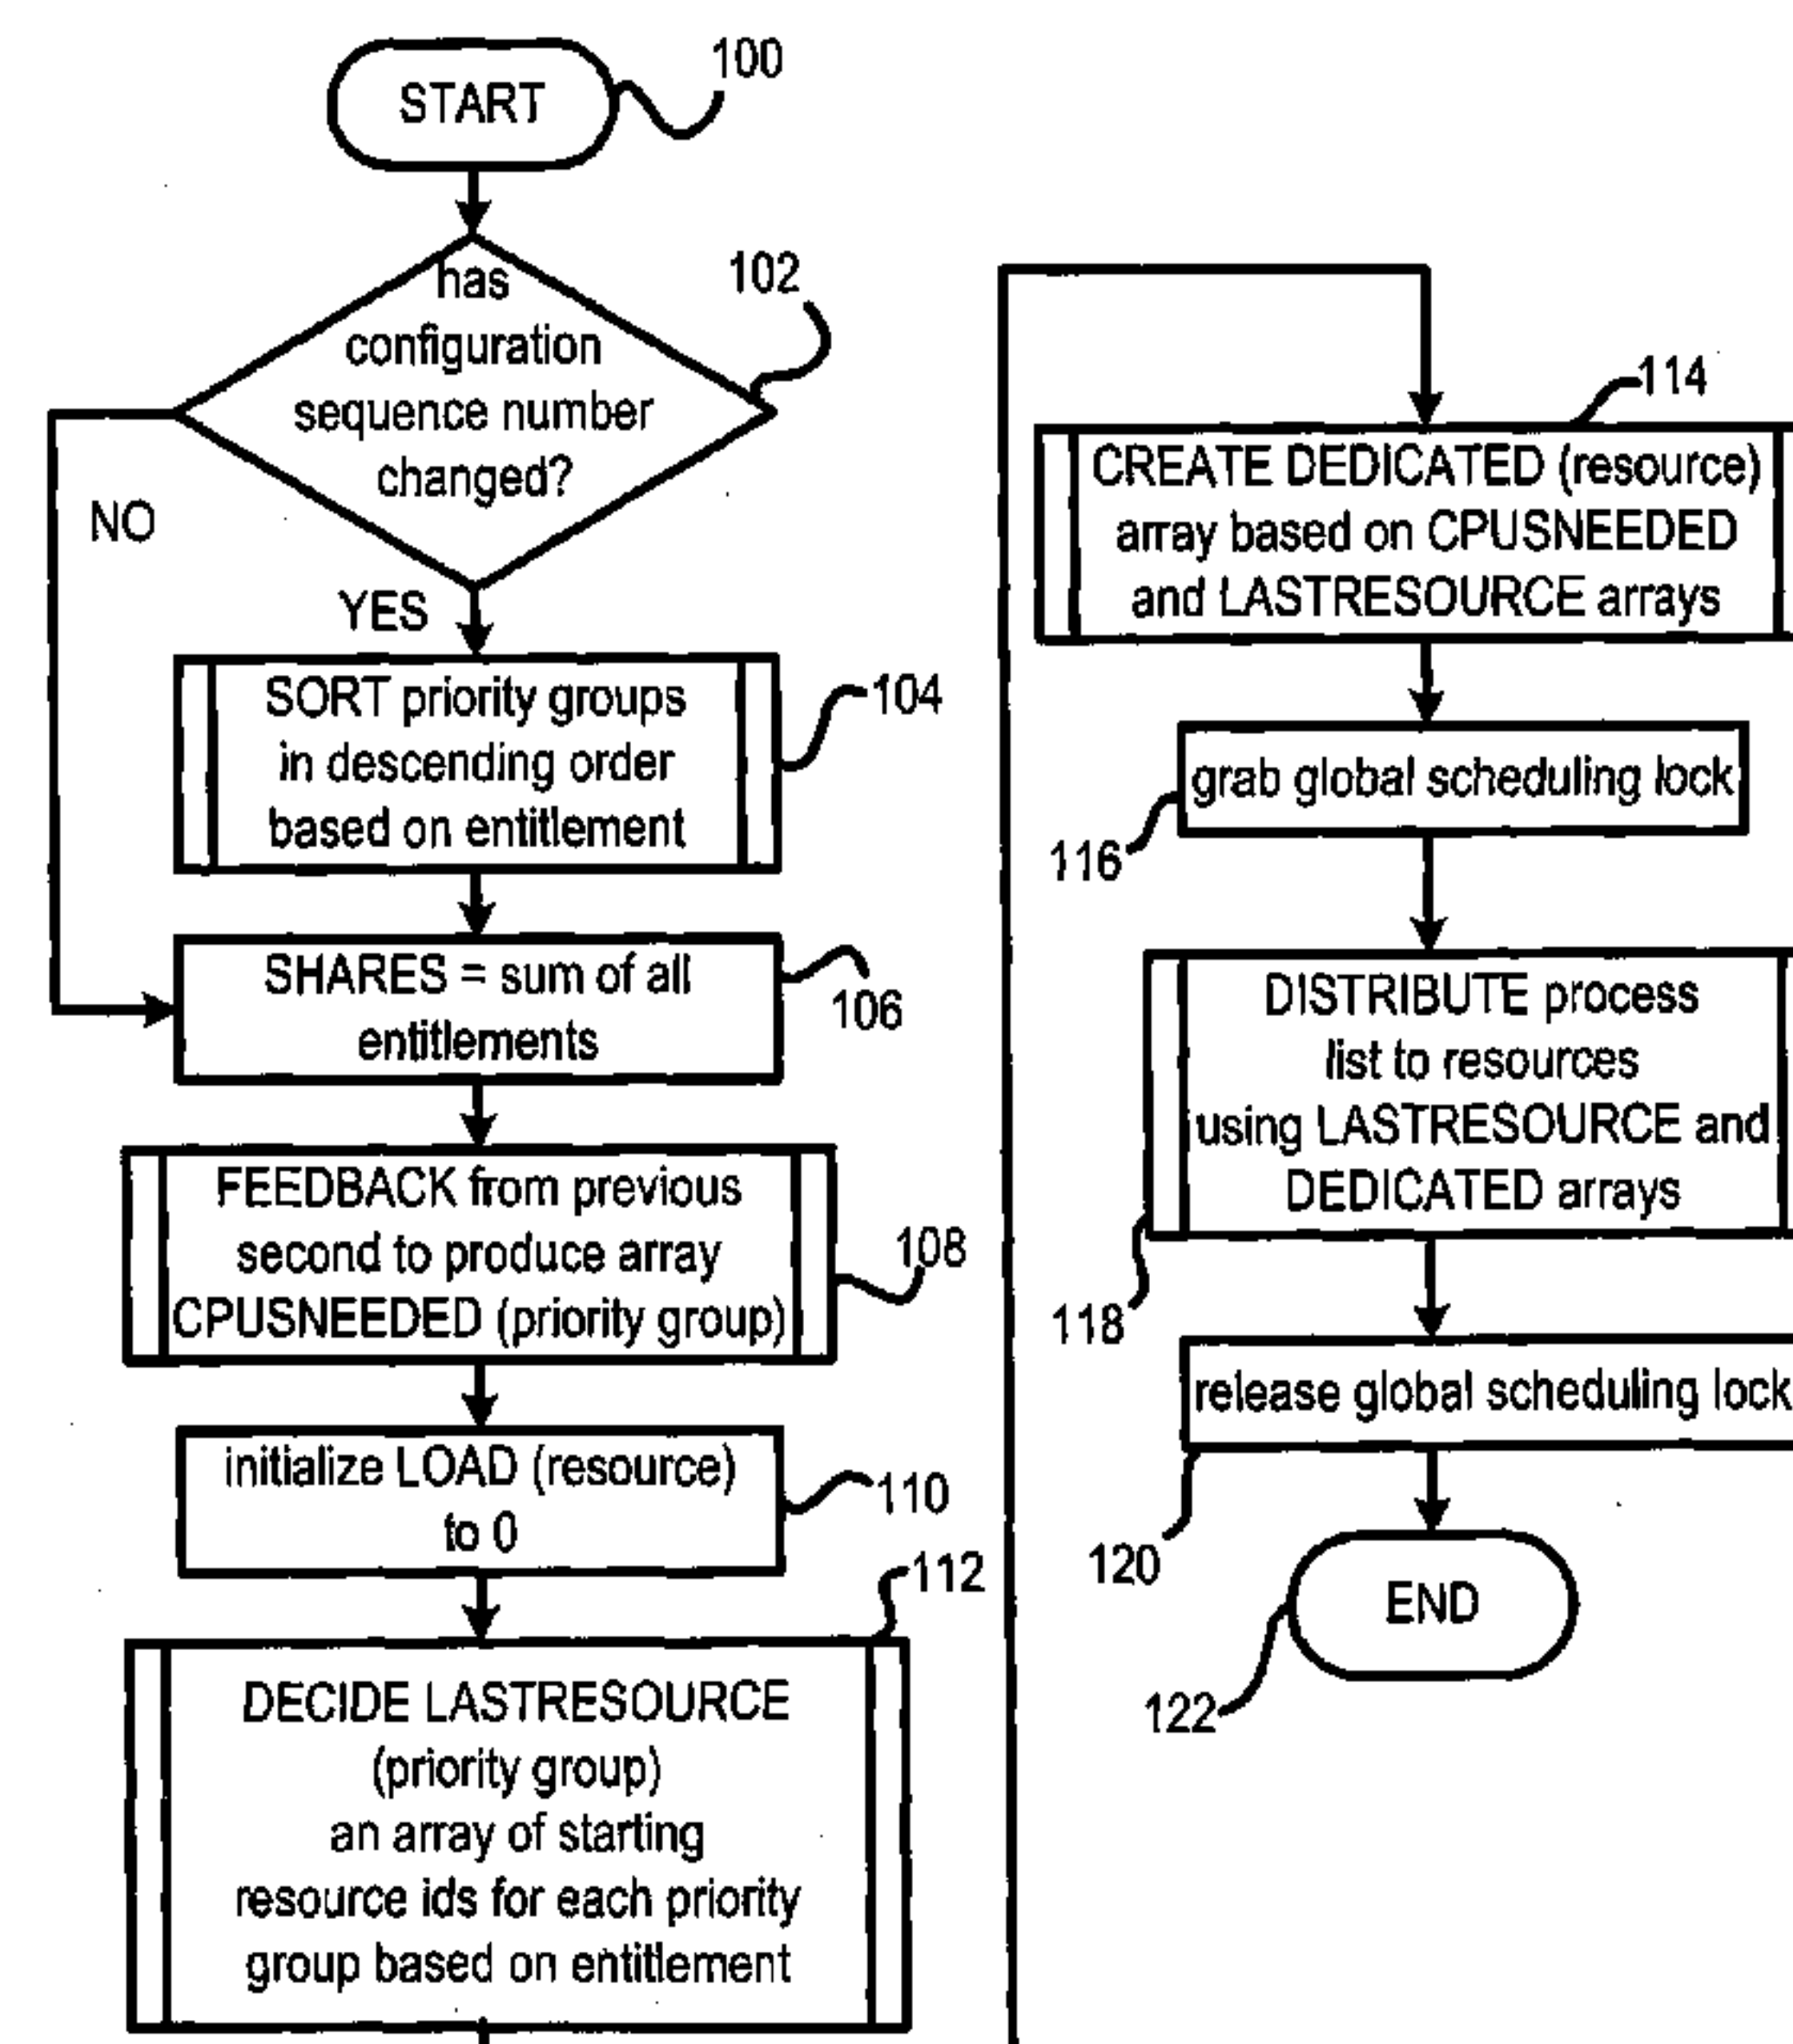 START
100
has
configuration
sequence number
changed?
102
NO
YES
SORT priority groups
in descending order
based on entitlement
104
SHARES = sum of all
entitlements
106
FEEDBACK from previous
second to produce array
CPUSNEEDED (priority group)
108
initialize LOAD (resource)
to 0
110
DECIDE LASTRESOURCE
(priority group)
an array of starting
resource ids for each priority
group based on entitlement
112
CREATE DEDICATED (resource)
array based on CPUSNEEDED
and LASTRESOURCE arrays
114
grab global scheduling lock
116
DISTRIBUTE process
list to resources
using LASTRESOURCE and
DEDICATED arrays
118
release global scheduling lock
120
END
122